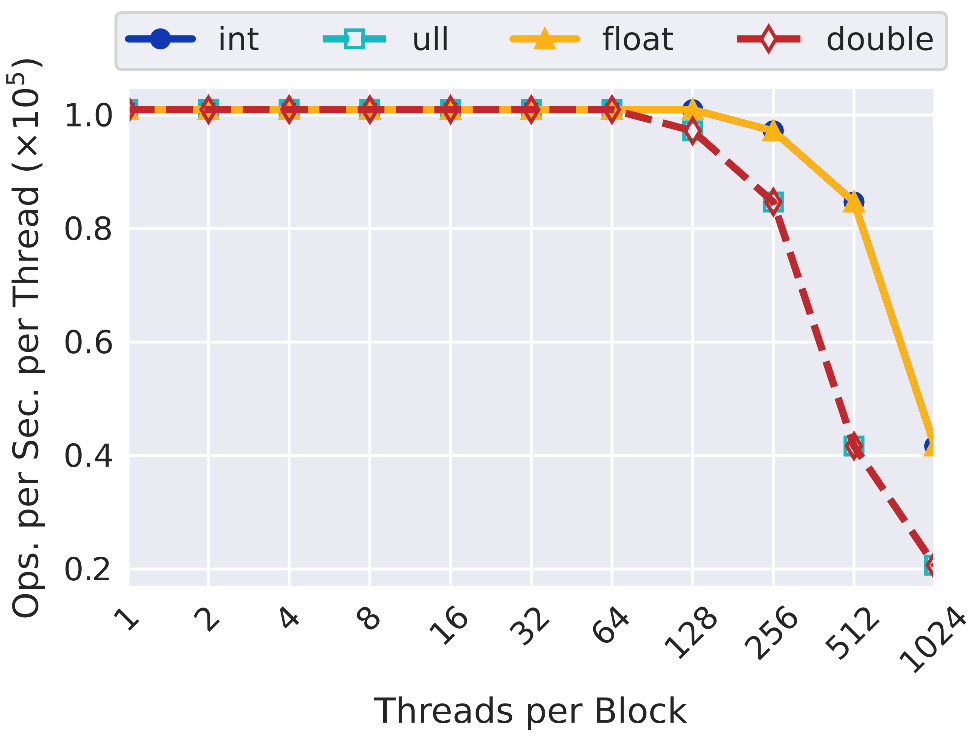 int ull float double
Ops. per Sec. per Thread (×10⁵)
1.0
0.8
0.6
0.4
0.2
1 2 4 8 16 32 64 128 256 512 1024
Threads per Block